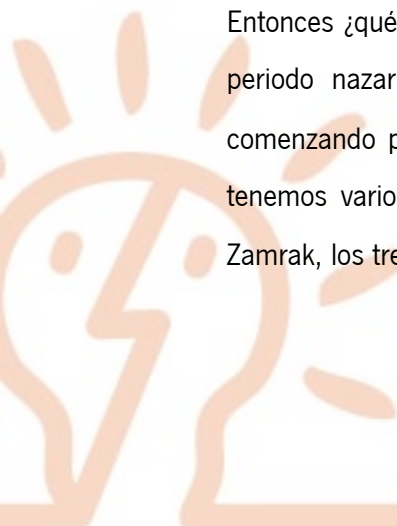 Entonces ¿qué
periodo nazar
comenzando p
tenemos vario
Zamrak, los tre